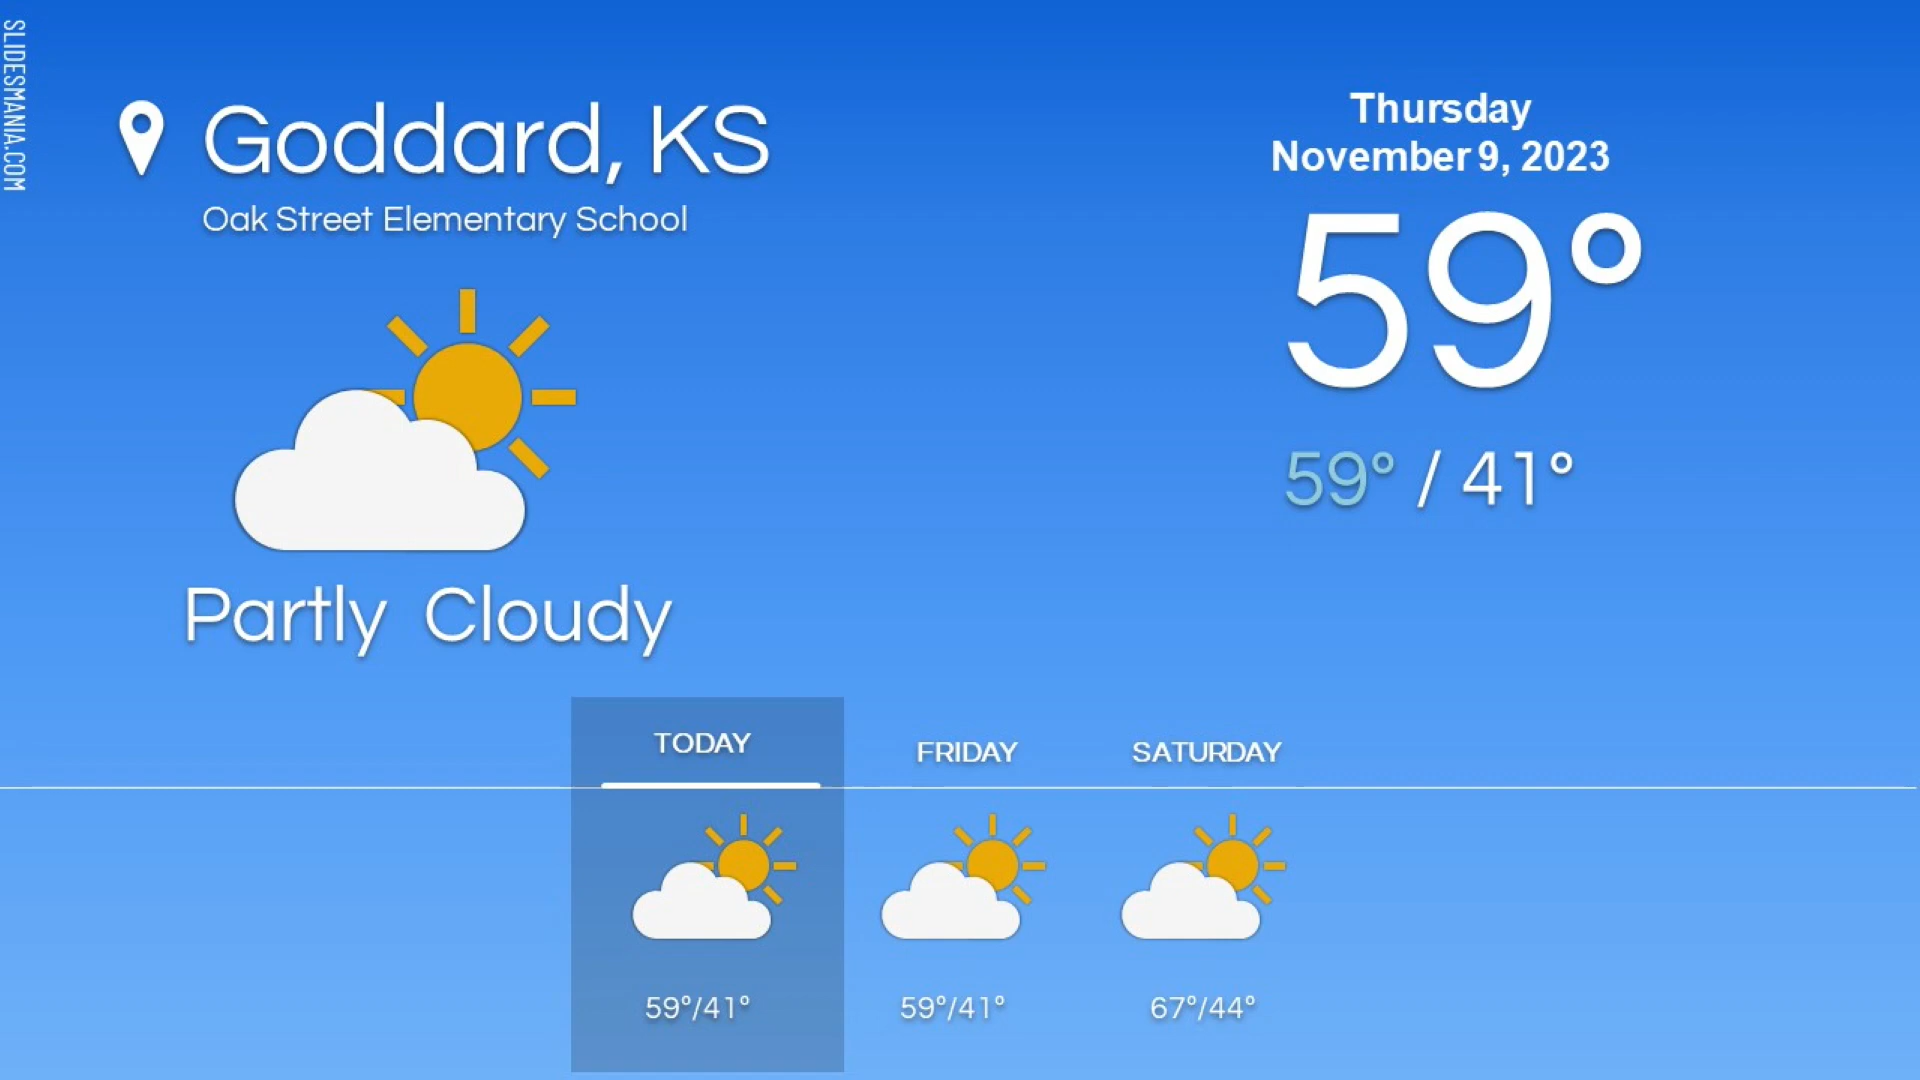 SLIDESMANIA.COM
Goddard, KS
Oak Street Elementary School
Thursday
November 9, 2023
59°
59° / 41°
Partly Cloudy
TODAY
FRIDAY
SATURDAY
59°/41°
59°/41°
67°/44°